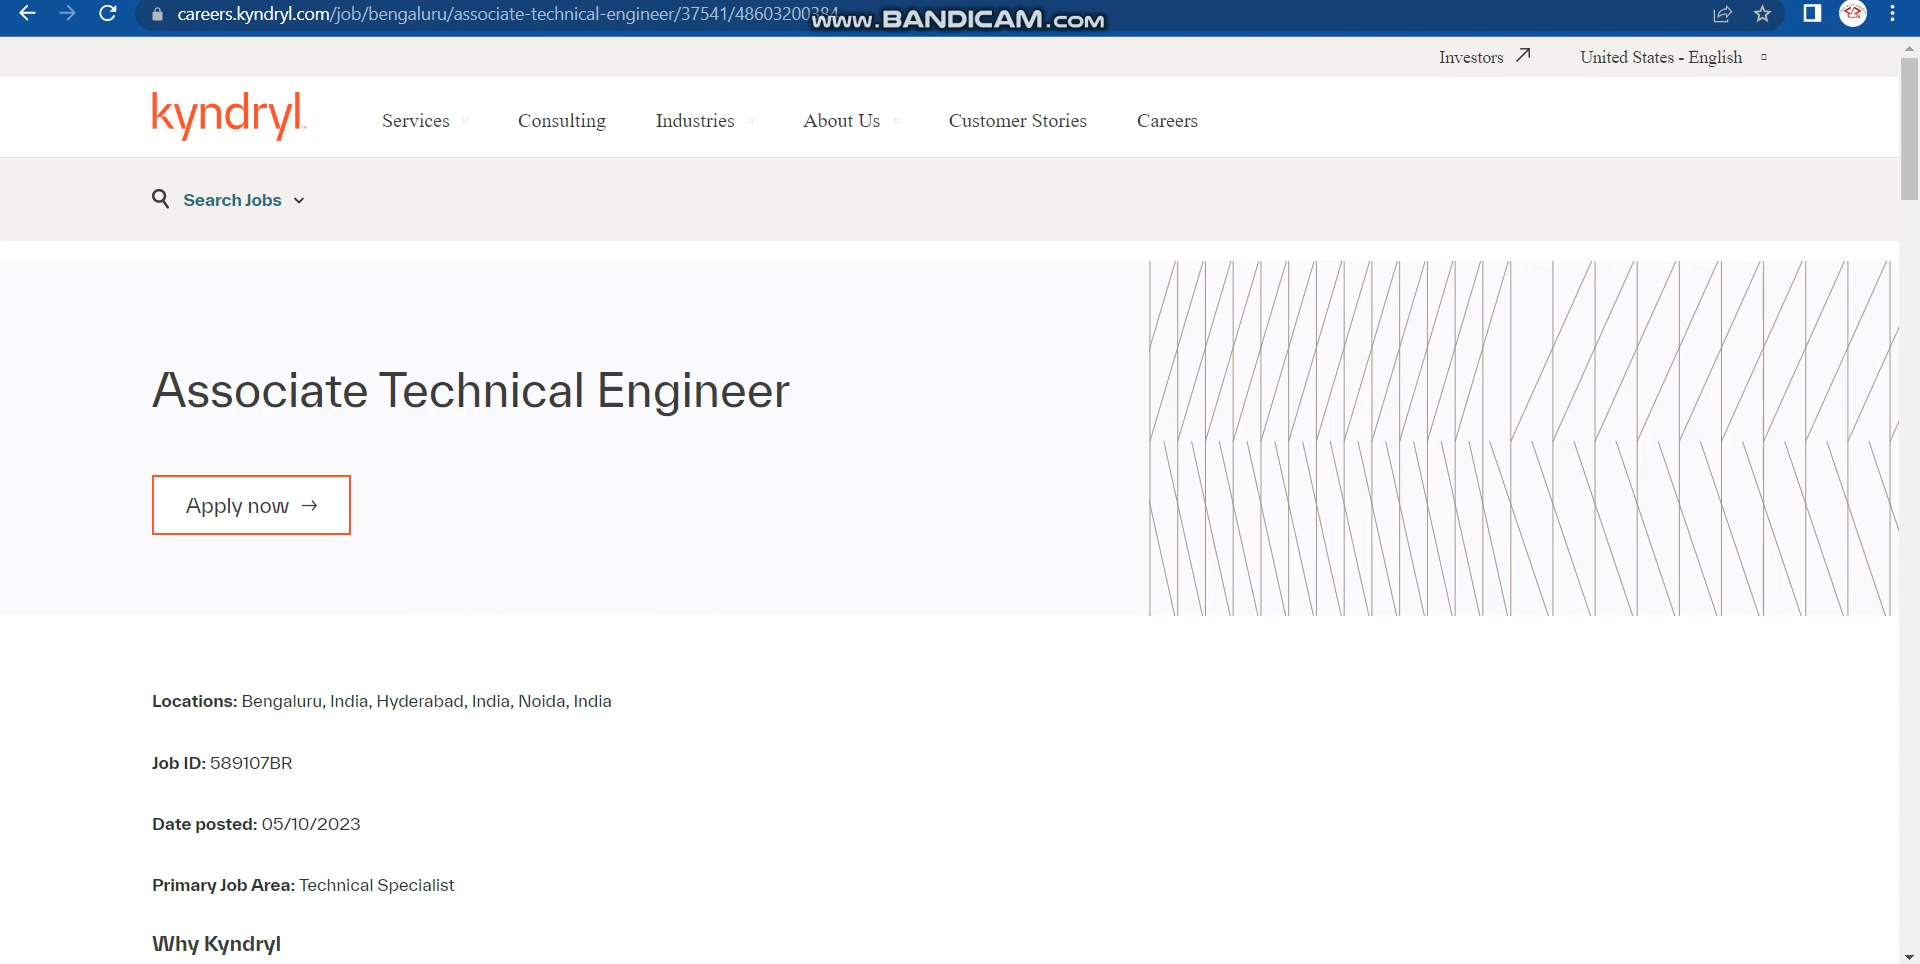 careers.kyndryl.com/job/bengaluru/associate-technical-engineer/37541/48603200384
www.BANDICAM.com
Investors
United States - English
kyndryl
Services
Consulting
Industries
About Us
Customer Stories
Careers
Search Jobs
Associate Technical Engineer
Apply now →
Locations: Bengaluru, India, Hyderabad, India, Noida, India
Job ID: 589107BR
Date posted: 05/10/2023
Primary Job Area: Technical Specialist
Why Kyndryl